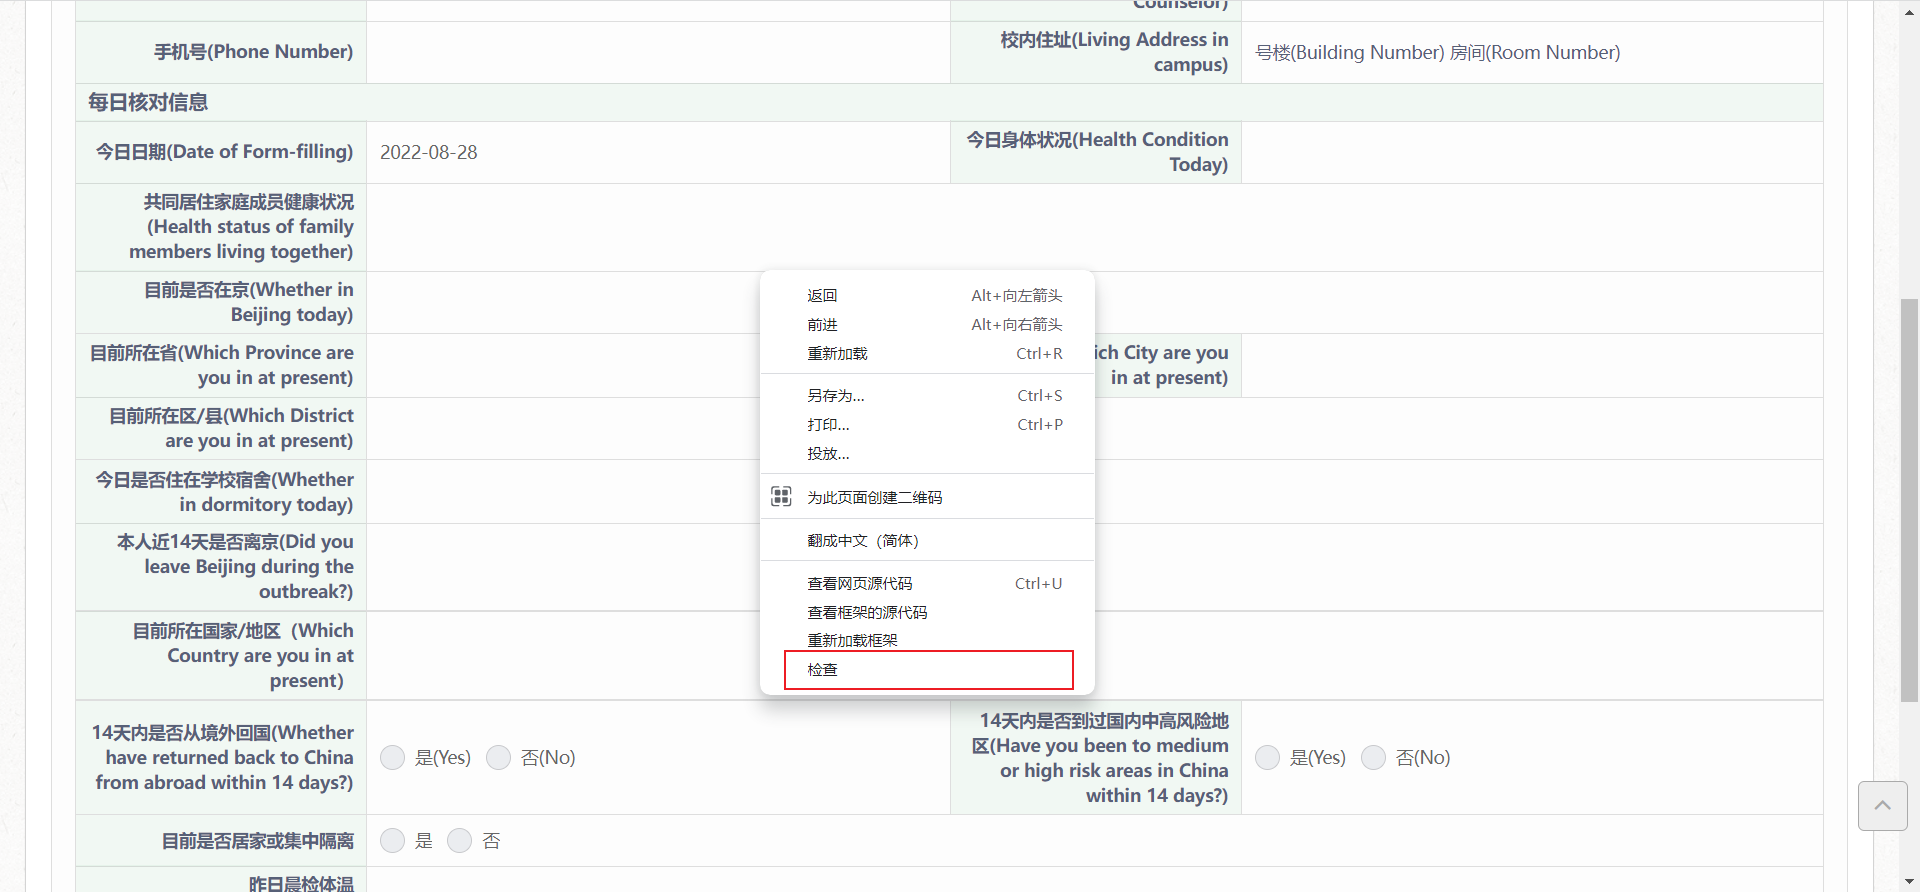 Counselor)
手机号(Phone Number)
校内住址(Living Address in
campus)
号楼(Building Number) 房间(Room Number)
每日核对信息
今日日期(Date of Form-filling)
2022-08-28
今日身体状况(Health Condition
Today)
共同居住家庭成员健康状况
(Health status of family
members living together)
目前是否在京(Whether in
Beijing today)
目前所在省(Which Province are
you in at present)
ich City are you
in at present)
目前所在区/县(Which District
are you in at present)
今日是否住在学校宿舍(Whether
in dormitory today)
本人近14天是否离京(Did you
leave Beijing during the
outbreak?)
目前所在国家/地区（Which
Country are you in at
present）
14天内是否从境外回国(Whether
have returned back to China
from abroad within 14 days?)
是(Yes) 否(No)
14天内是否到过国内中高风险地
区(Have you been to medium
or high risk areas in China
within 14 days?)
是(Yes) 否(No)
目前是否居家或集中隔离
是 否
昨日晨检体温
返回 Alt+向左箭头
前进 Alt+向右箭头
重新加载 Ctrl+R
另存为... Ctrl+S
打印... Ctrl+P
投放...
为此页面创建二维码
翻成中文（简体）
查看网页源代码 Ctrl+U
查看框架的源代码
重新加载框架
检查